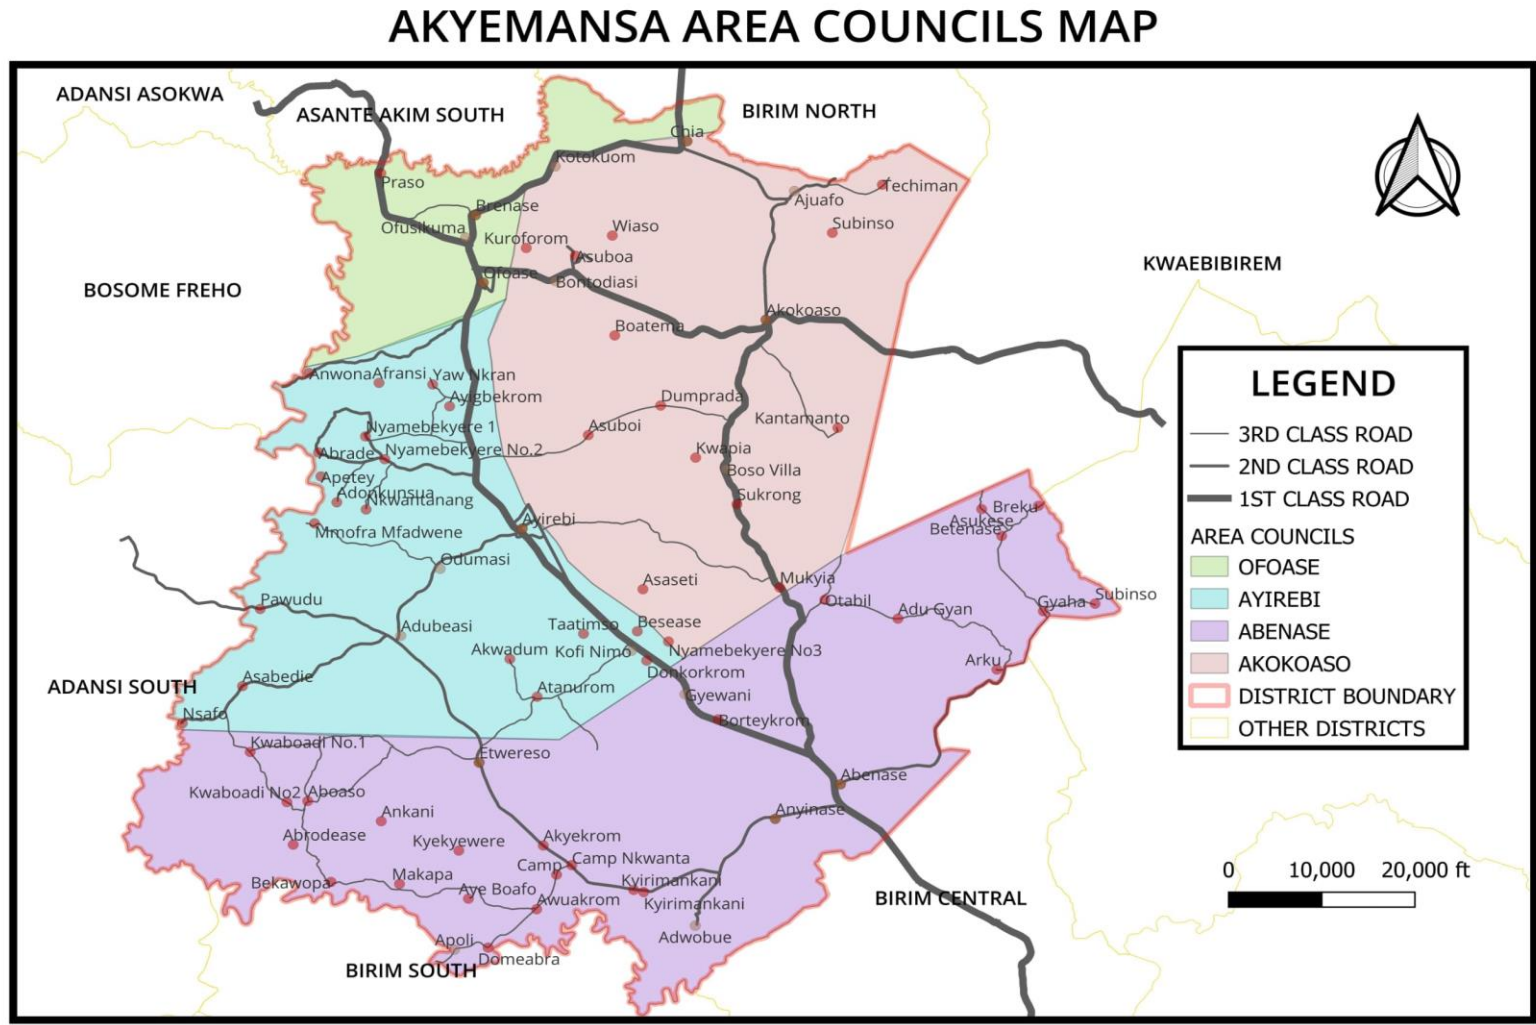 AKYEMANSA AREA COUNCILS MAP
ADANSI ASOKWA
ASANTE AKIM SOUTH
BIRIM NORTH
Chia
Kotokuom
Praso
Techiman
Ajuafo
Brenase
Ofusikuma
Subinso
Wiaso
Kuroforom
Asuboa
KWAEBIBIREM
Ofoase
Bontodiasi
BOSOME FREHO
Akokoaso
Boatema
Anwona
Afransi
Yaw Nkran
Ayigbekrom
Dumprada
Kantamanto
Nyamebekyere 1
Asuboi
Nyamebekyere No.2
Abrade
Kwapia
Apetey
Boso Villa
Adonkunsua
Nkwantanang
Sukrong
Breku
Asukese
Betenase
Ayirebi
Mmofra Mfadwene
Odumasi
Asaseti
Mukyia
Subinso
Pawudu
Otabil
Gyaha
Adu Gyan
Adubeasi
Taatimso
Besease
Akwadum
Kofi Nimo
Nyamebekyere No3
Arku
Donkorkrom
Asabedie
ADANSI SOUTH
Atanurom
Gyewani
Nsafo
Borteykrom
Kwaboadi No.1
Etwereso
Abenase
Kwaboadi No2
Aboaso
Ankani
Anyinase
Abrodease
Kyekyewere
Akyekrom
Camp
Camp Nkwanta
Bekawopa
Makapa
Aye Boafo
Kyirimankani
Awuakrom
Kyirimankani
BIRIM CENTRAL
Apoli
Adwobue
Domeabra
BIRIM SOUTH
LEGEND
3RD CLASS ROAD
2ND CLASS ROAD
1ST CLASS ROAD
AREA COUNCILS
OFOASE
AYIREBI
ABENASE
AKOKOASO
DISTRICT BOUNDARY
OTHER DISTRICTS
0 10,000 20,000 ft